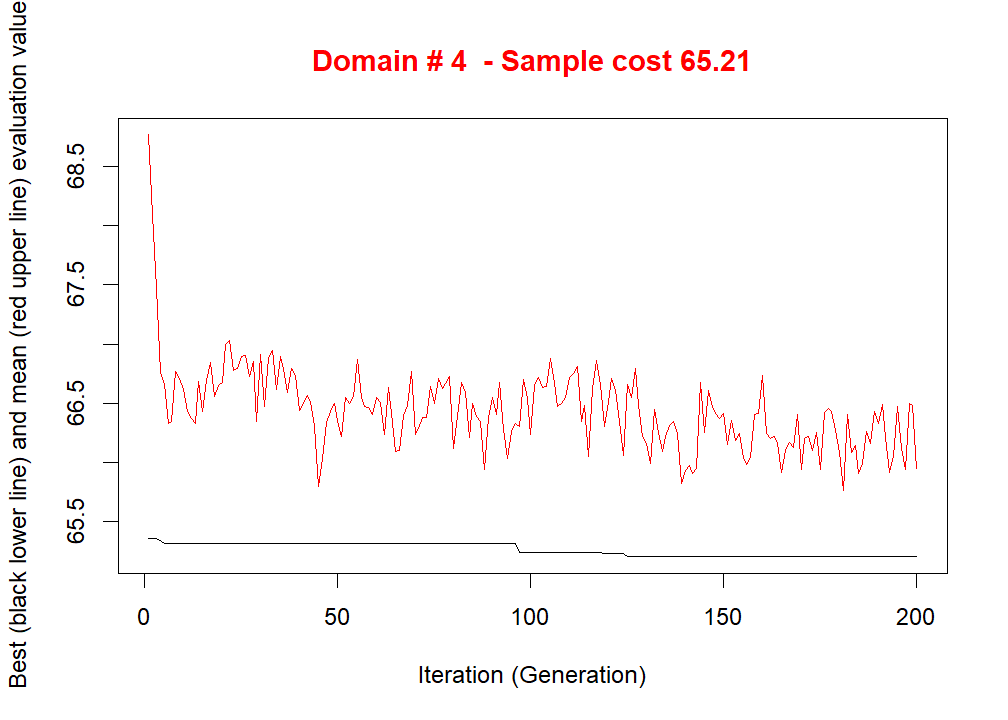 Domain # 4  - Sample cost 65.21
Best (black lower line) and mean (red upper line) evaluation value
68.5
67.5
66.5
65.5
0 50 100 150 200
Iteration (Generation)